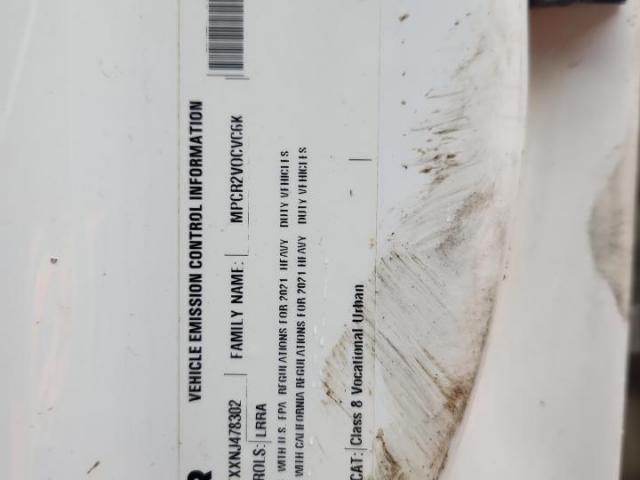 R VEHICLE EMISSION CONTROL INFORMATION
XXNJ478302 FAMILY NAME: MPCR2VOCVC6K
ROLS: LRRA
WITH U.S. EPA REGULATIONS FOR 2021 HEAVY DUTY VEHICLES
WITH CALIFORNIA REGULATIONS FOR 2021 HEAVY DUTY VEHICLES
CAT: Class 8 Vocational Urban